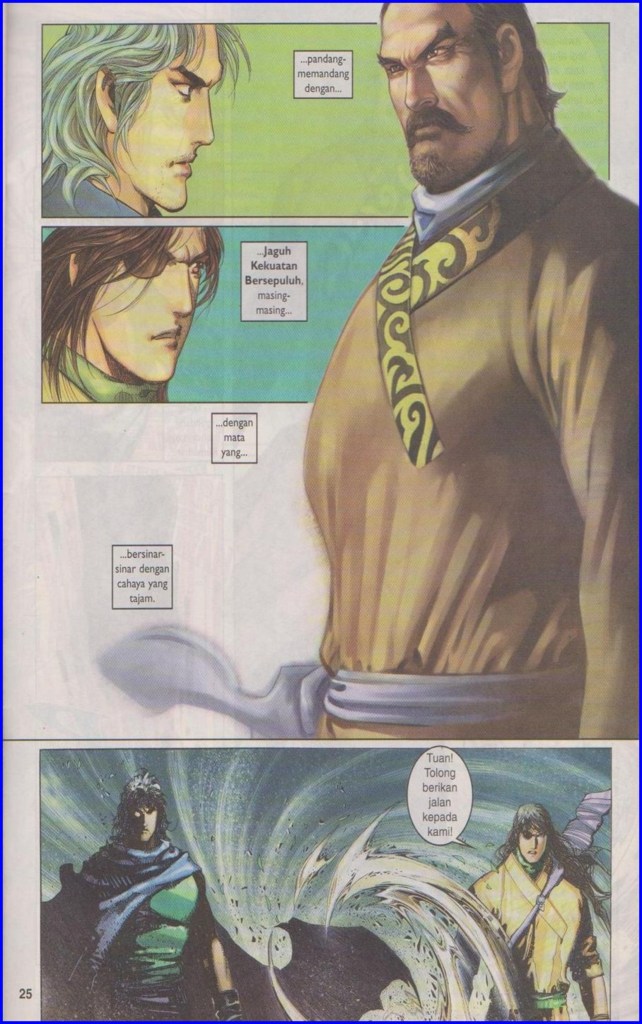 ...pandang-
memandang
dengan...
...Jaguh
Kekuatan
Bersepuluh,
masing-
masing...
...dengan
mata
yang...
...bersinar-
sinar dengan
cahaya yang
tajam.
Tuan!
Tolong
berikan
jalan
kepada
kami!
25